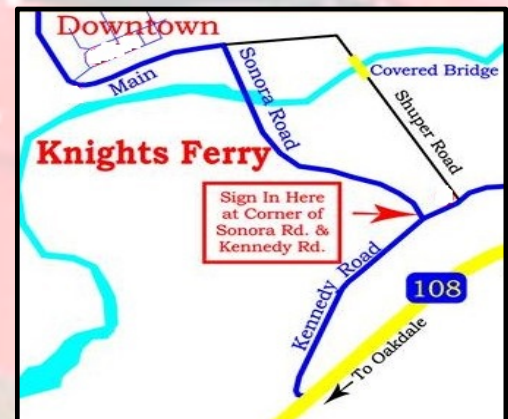 Downtown
Main
Sonora Road
Covered Bridge
Shuper Road
Knights Ferry
Sign In Here
at Corner of
Sonora Rd. &
Kennedy Rd.
Kennedy Road
108
To Oakdale